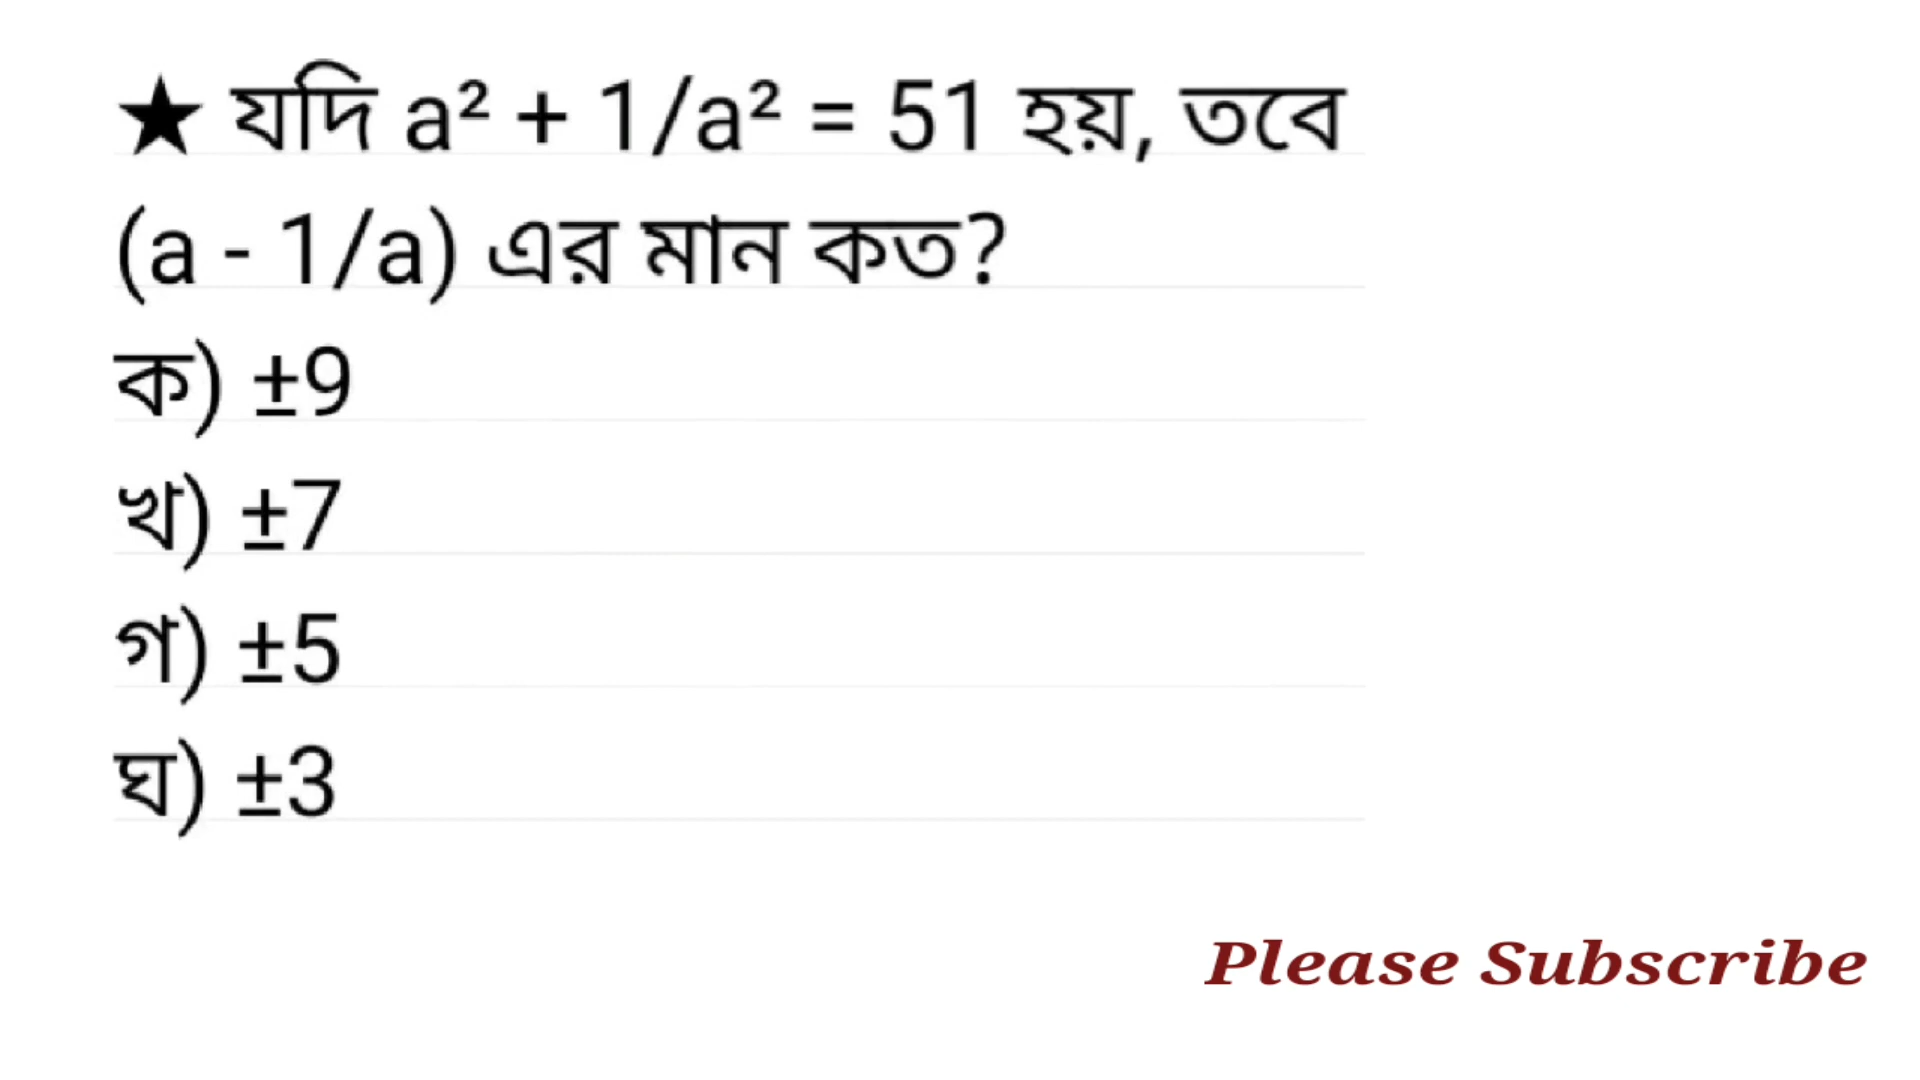 ★ যদি a² + 1/a² = 51 হয়, তবে
(a - 1/a) এর মান কত?
ক) ±9
খ) ±7
গ) ±5
ঘ) ±3
Please Subscribe